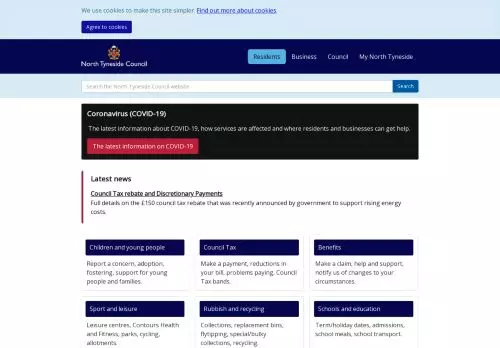 We use cookies to make this site simpler. Find out more about cookies.
Agree to cookies
North Tyneside Council
Residents
Business
Council
My North Tyneside
Search the North Tyneside Council website
Search
Coronavirus (COVID-19)
The latest information about COVID-19, how services are affected and where residents and businesses can get help.
The latest information on COVID-19
Latest news
Council Tax rebate and Discretionary Payments
Full details on the £150 council tax rebate that was recently announced by government to support rising energy
costs.
Children and young people
Council Tax
Benefits
Report a concern, adoption,
fostering, support for young
people and families.
Make a payment, reductions in
your bill, problems paying, Council
Tax bands.
Make a claim, help and support,
notify us of changes to your
circumstances.
Sport and leisure
Rubbish and recycling
Schools and education
Leisure centres, Contours Health
and Fitness, parks, cycling,
allotments.
Collections, replacement bins,
flytipping, special/bulky
collections, recycling.
Term/holiday dates, admissions,
school meals, school transport.